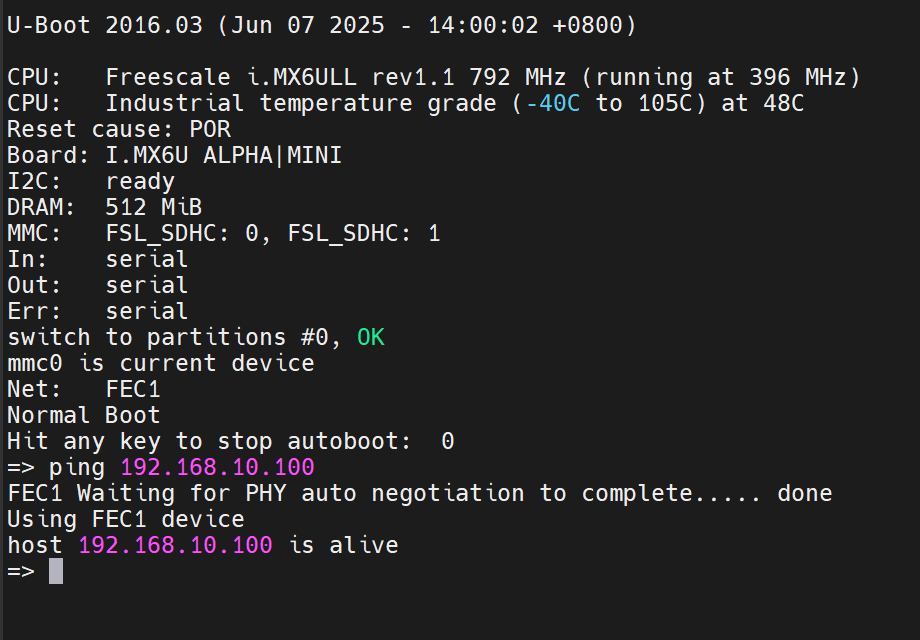 U-Boot 2016.03 (Jun 07 2025 - 14:00:02 +0800)
CPU:   Freescale i.MX6ULL rev1.1 792 MHz (running at 396 MHz)
CPU:   Industrial temperature grade (-40C to 105C) at 48C
Reset cause: POR
Board: I.MX6U ALPHA|MINI
I2C:   ready
DRAM:  512 MiB
MMC:   FSL_SDHC: 0, FSL_SDHC: 1
In:    serial
Out:   serial
Err:   serial
switch to partitions #0, OK
mmc0 is current device
Net:   FEC1
Normal Boot
Hit any key to stop autoboot:  0
=> ping 192.168.10.100
FEC1 Waiting for PHY auto negotiation to complete..... done
Using FEC1 device
host 192.168.10.100 is alive
=>